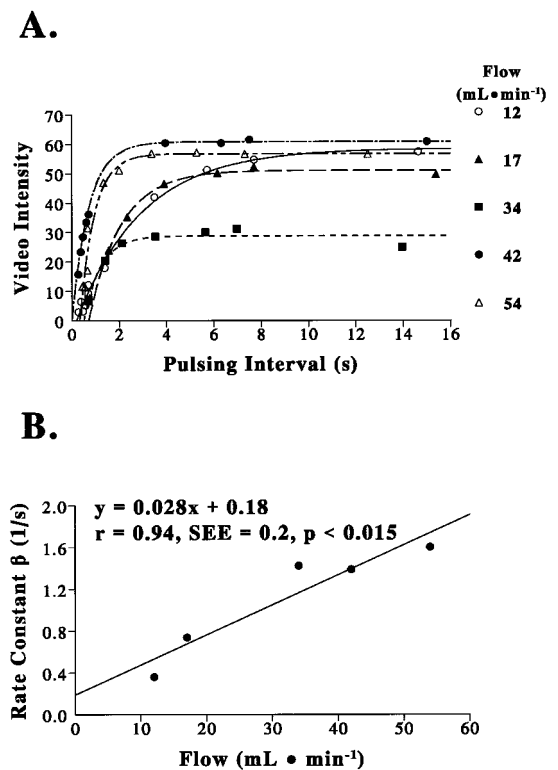 A.
Flow
(mL●min⁻¹)
○ 12
▲ 17
■ 34
● 42
△ 54
Video Intensity
70
60
50
40
30
20
10
0
0 2 4 6 8 10 12 14 16
Pulsing Interval (s)
B.
y = 0.028x + 0.18
r = 0.94, SEE = 0.2, p < 0.015
Rate Constant β (1/s)
2.0
1.6
1.2
0.8
0.4
0.0
0 10 20 30 40 50 60
Flow (mL ● min⁻¹)